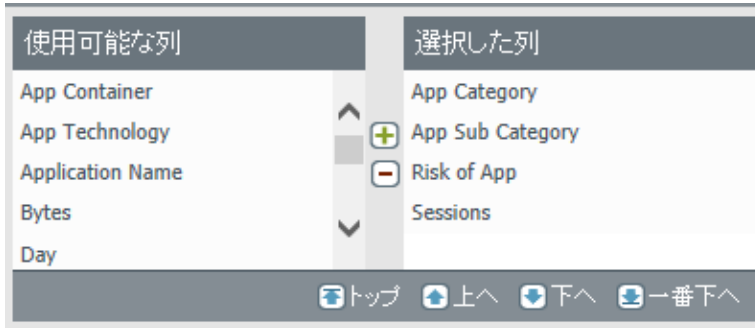 使用可能な列
App Container
App Technology
Application Name
Bytes
Day
選択した列
App Category
App Sub Category
Risk of App
Sessions
トップ 上へ 下へ 一番下へ